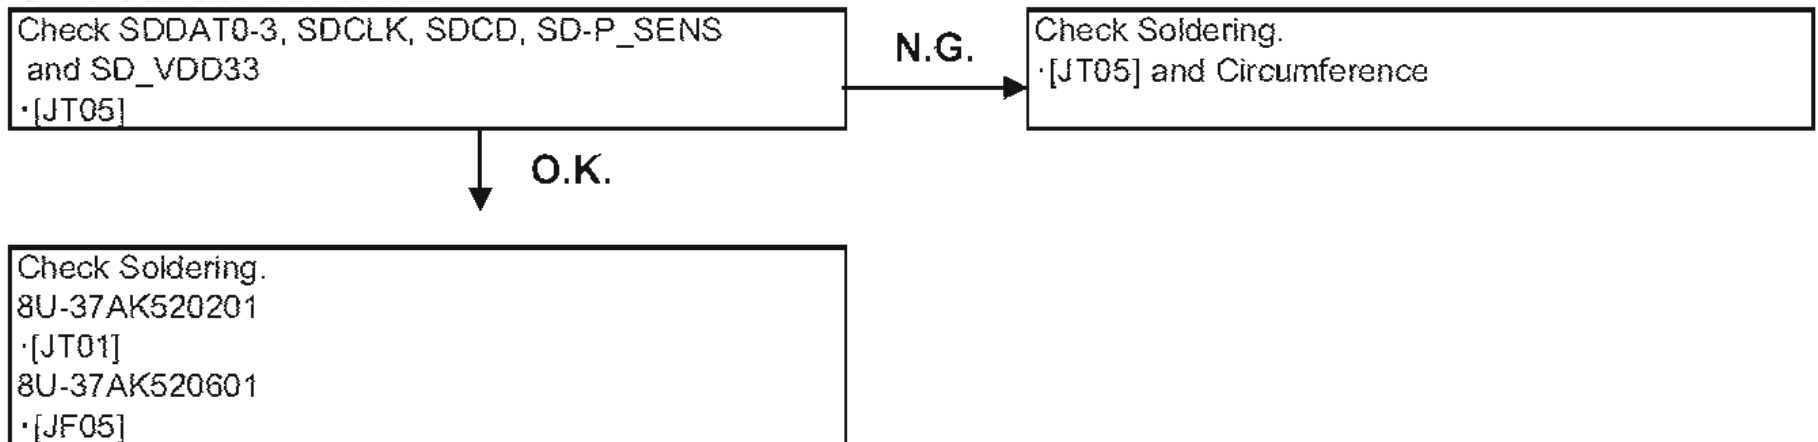 Check SDDAT0-3, SDCLK, SDCD, SD-P_SENS
and SD_VDD33
·[JT05]
N.G.
Check Soldering.
·[JT05] and Circumference
O.K.
Check Soldering.
8U-37AK520201
·[JT01]
8U-37AK520601
·[JF05]